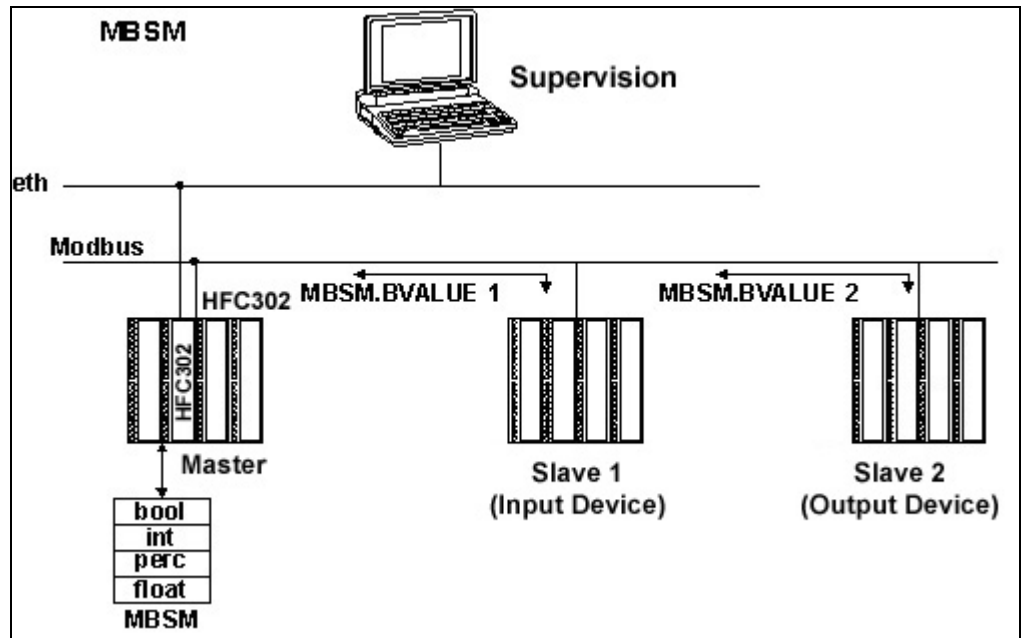 MBSM
Supervision
eth
Modbus
HFC302
MBSM.BVALUE 1
MBSM.BVALUE 2
HFC302
Master
Slave 1
(Input Device)
Slave 2
(Output Device)
bool
int
perc
float
MBSM